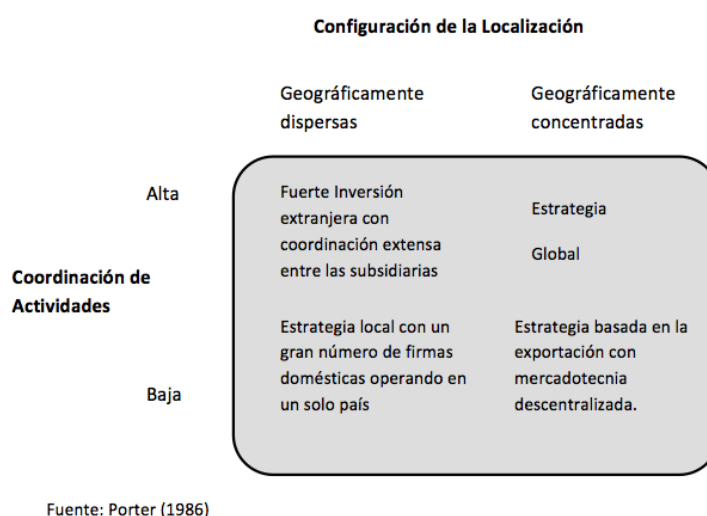 Configuración de la Localización
Geográficamente
dispersas
Geográficamente
concentradas
Alta
Fuerte Inversión
extranjera con
coordinación extensa
entre las subsidiarias
Estrategia
Global
Coordinación de
Actividades
Baja
Estrategia local con un
gran número de firmas
domésticas operando en
un solo país
Estrategia basada en la
exportación con
mercadotecnia
descentralizada.
Fuente: Porter (1986)